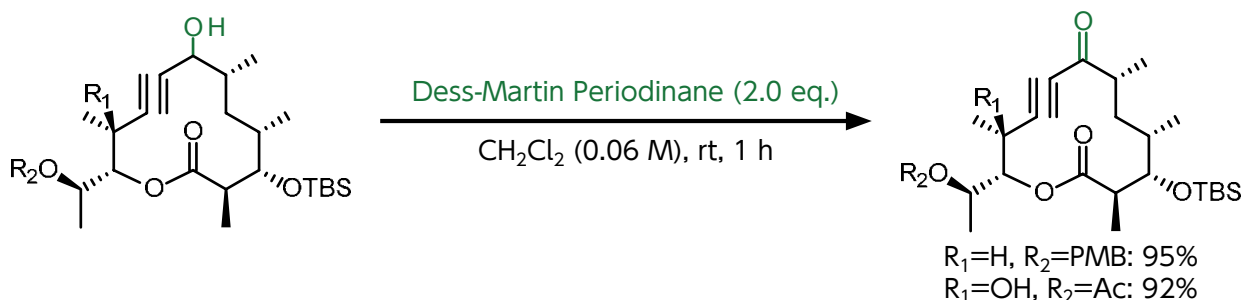 OH
R₁
O
R₂O
O
OTBS
Dess-Martin Periodinane (2.0 eq.)
CH₂Cl₂ (0.06 M), rt, 1 h
O
R₁
O
R₂O
O
OTBS
R₁=H, R₂=PMB: 95%
R₁=OH, R₂=Ac: 92%